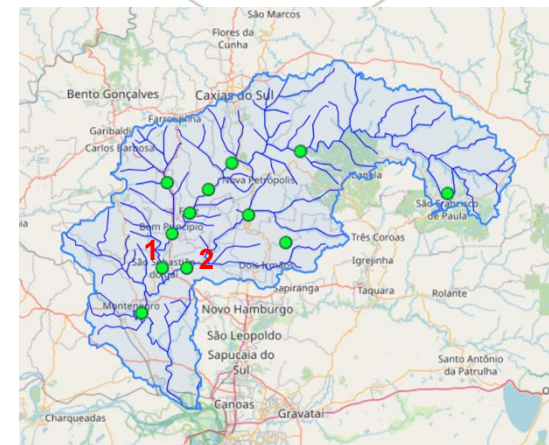 São Marcos
Flores da
Cunha
Bento Gonçalves
Caxias do Sul
Farroupilha
Garibaldi
Carlos Barbosa
Nova Petrópolis
Canela
São Francisco
de Paula
Feliz
Bom Princípio
Três Coroas
1
2
São Sebastião
do Caí
Dois Irmãos
Igrejinha
Sapiranga
Taquara
Rolante
Montenegro
Novo Hamburgo
São Leopoldo
Sapucaia do
Sul
Santo Antônio
da Patrulha
Canoas
Gravataí
Charqueadas